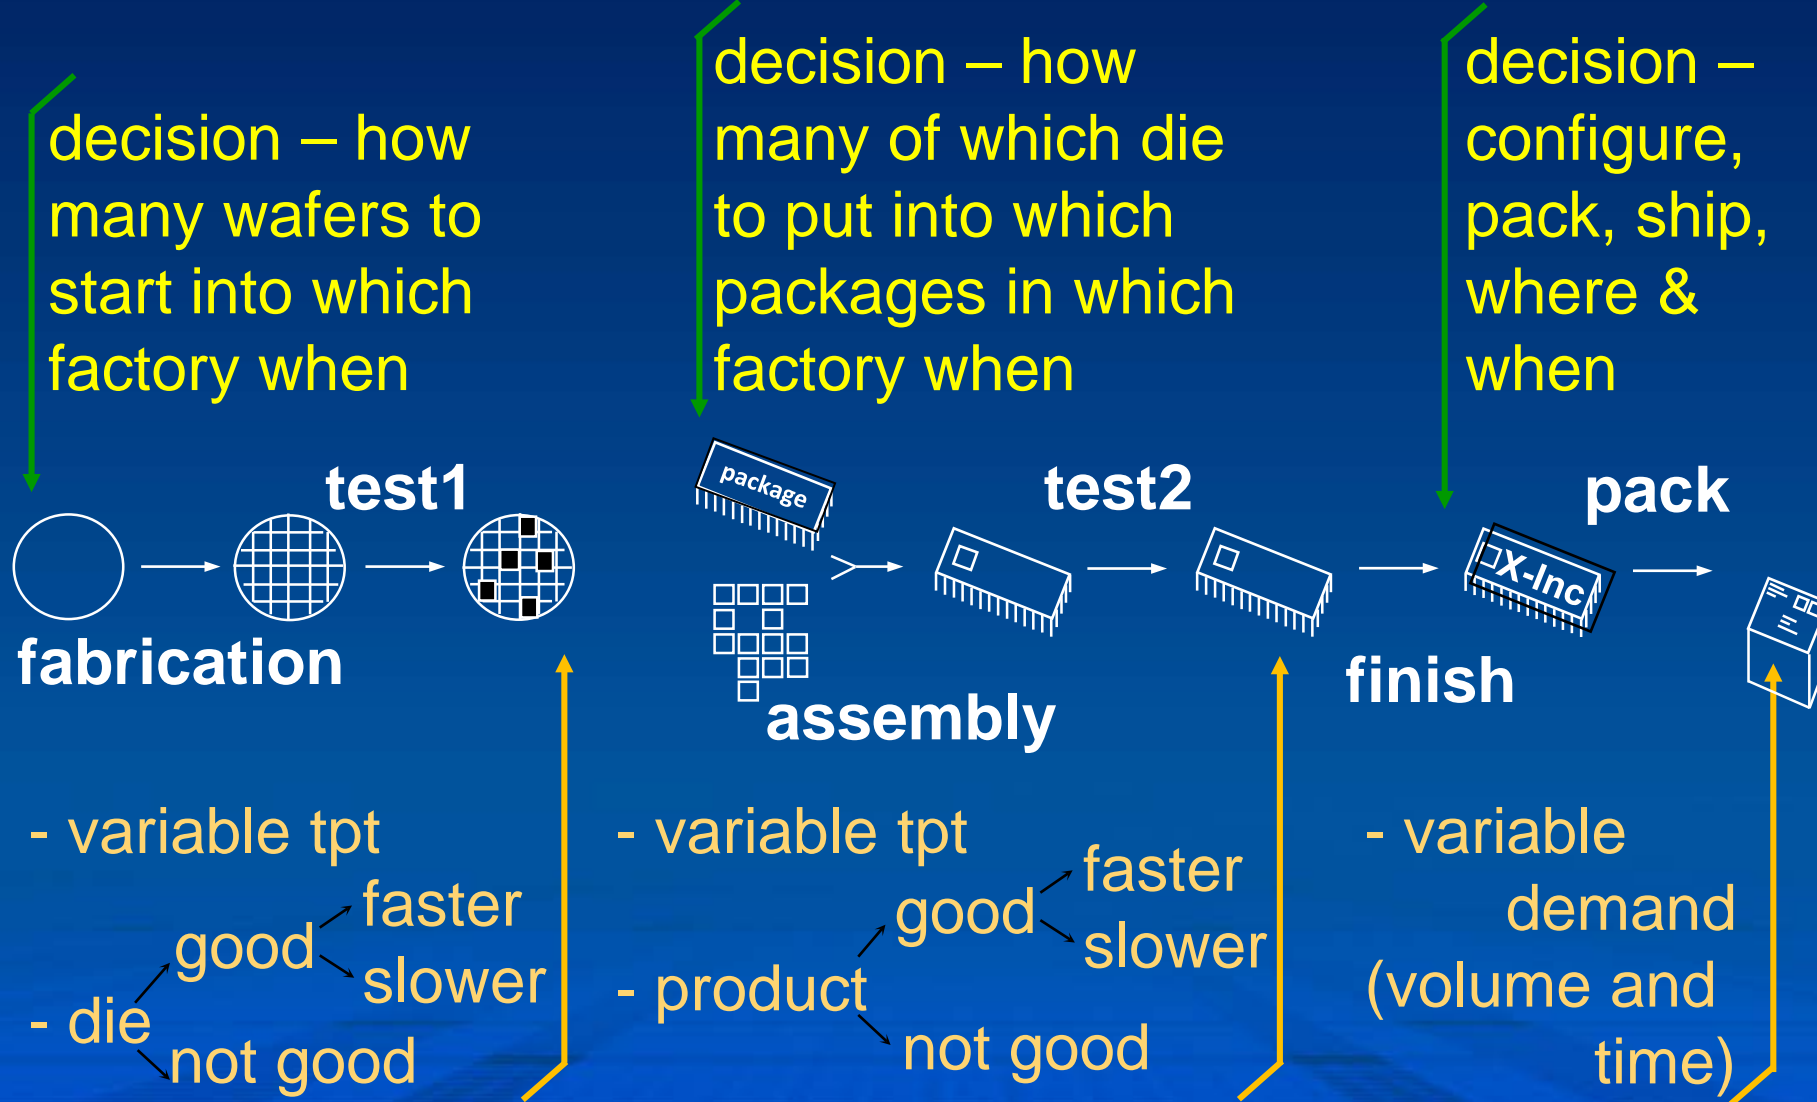 decision – how
many wafers to
start into which
factory when
decision – how
many of which die
to put into which
packages in which
factory when
decision –
configure,
pack, ship,
where &
when
test1
package
test2
pack
X-Inc
fabrication
assembly
finish
- variable tpt
faster
good
slower
- die
not good
- variable tpt
faster
good
slower
- product
not good
- variable
demand
(volume and
time)